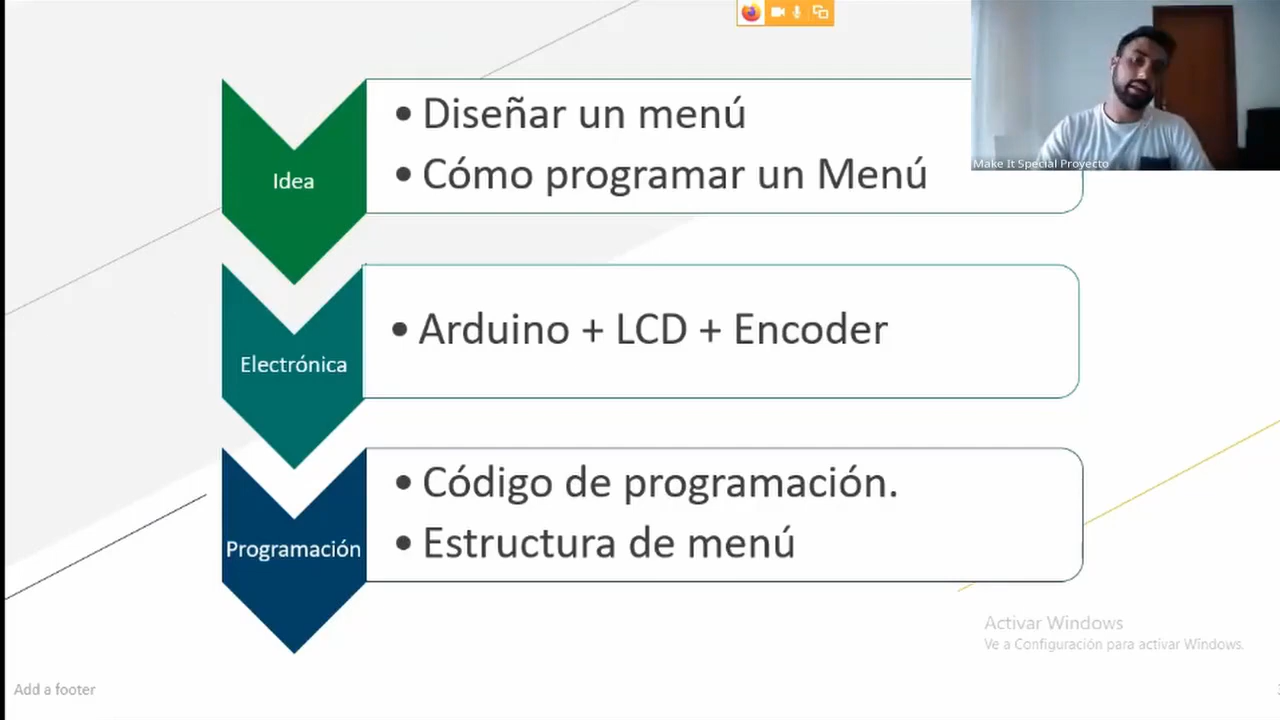 Idea
• Diseñar un menú
• Cómo programar un Menú
Make It Special Proyecto
Electrónica
• Arduino + LCD + Encoder
Programación
• Código de programación.
• Estructura de menú
Activar Windows
Ve a Configuración para activar Windows.
Add a footer